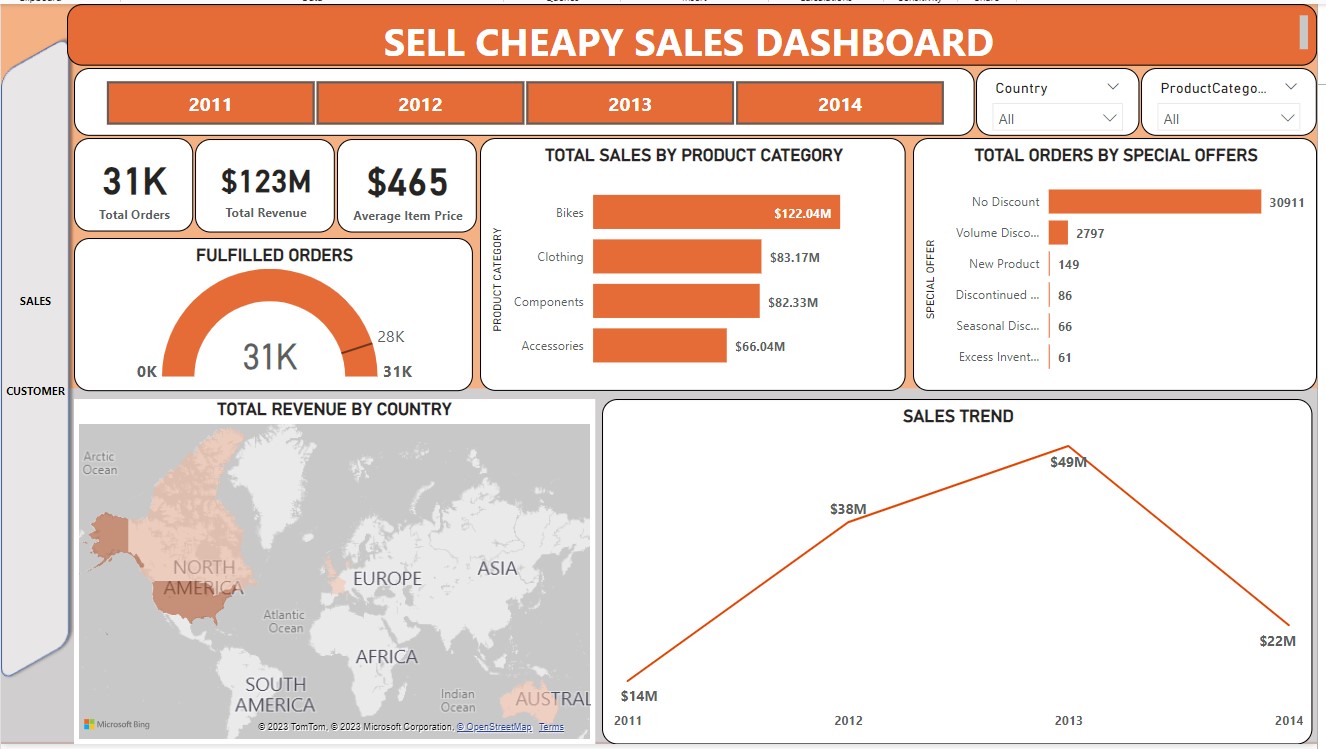 SELL CHEAPY SALES DASHBOARD
2011
2012
2013
2014
Country
All
ProductCatego...
All
SALES
CUSTOMER
31K
Total Orders
$123M
Total Revenue
$465
Average Item Price
FULFILLED ORDERS
28K
31K
0K
31K
TOTAL SALES BY PRODUCT CATEGORY
PRODUCT CATEGORY
Bikes
$122.04M
Clothing
$83.17M
Components
$82.33M
Accessories
$66.04M
TOTAL ORDERS BY SPECIAL OFFERS
SPECIAL OFFER
No Discount
30911
Volume Disco...
2797
New Product
149
Discontinued ...
86
Seasonal Disc...
66
Excess Invent...
61
TOTAL REVENUE BY COUNTRY
Arctic
Ocean
NORTH
AMERICA
EUROPE
ASIA
Atlantic
Ocean
AFRICA
SOUTH
AMERICA
Indian
Ocean
AUSTRAL
Microsoft Bing
© 2023 TomTom, © 2023 Microsoft Corporation, © OpenStreetMap Terms
SALES TREND
$14M
$38M
$49M
$22M
2011
2012
2013
2014